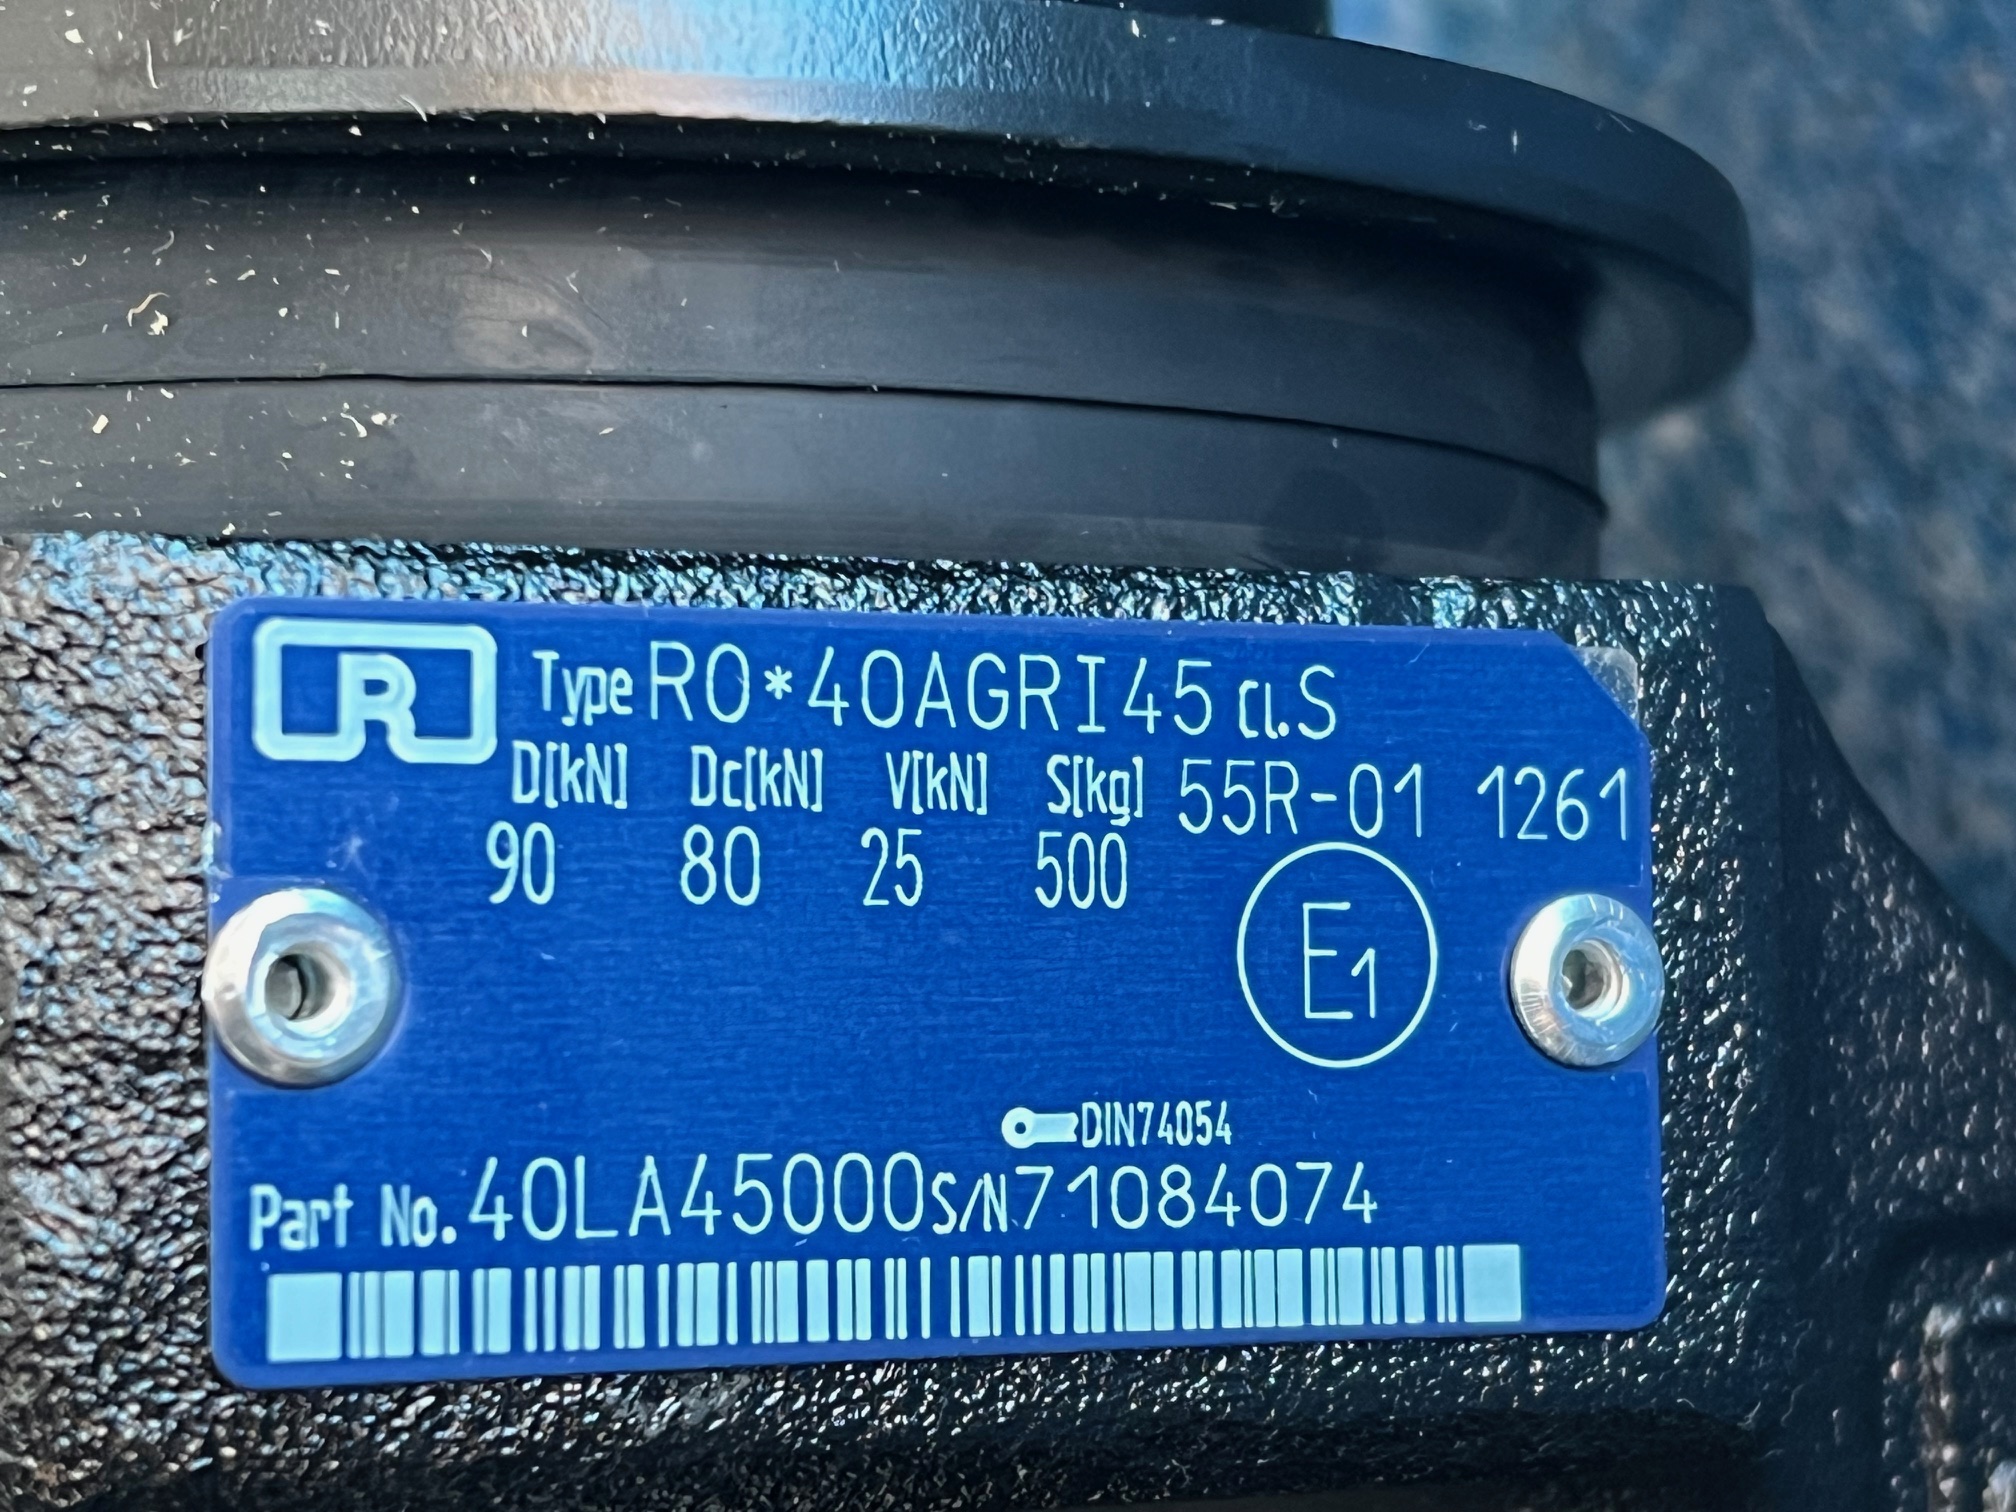 R Type RO*40AGRI45 Cl.S
D[kN] Dc[kN] V[kN] S[kg] 55R-01 1261
90 80 25 500
E1
DIN74054
Part No. 40LA45000 S/N 71084074